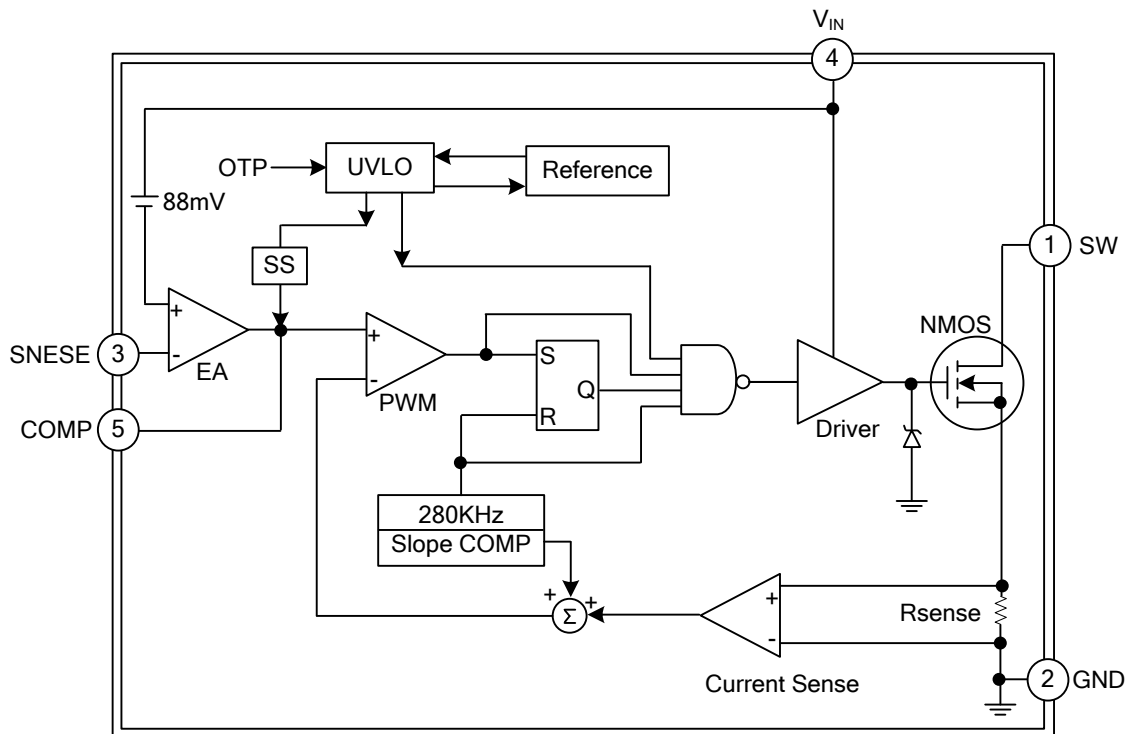 VIN
4
OTP
UVLO
Reference
88mV
1
SW
SS
NMOS
+
-
EA
SNESE
3
+
-
PWM
S
Q
R
Driver
COMP
5
280KHz
Slope COMP
+
+
Σ
+
-
Rsense
Current Sense
2
GND